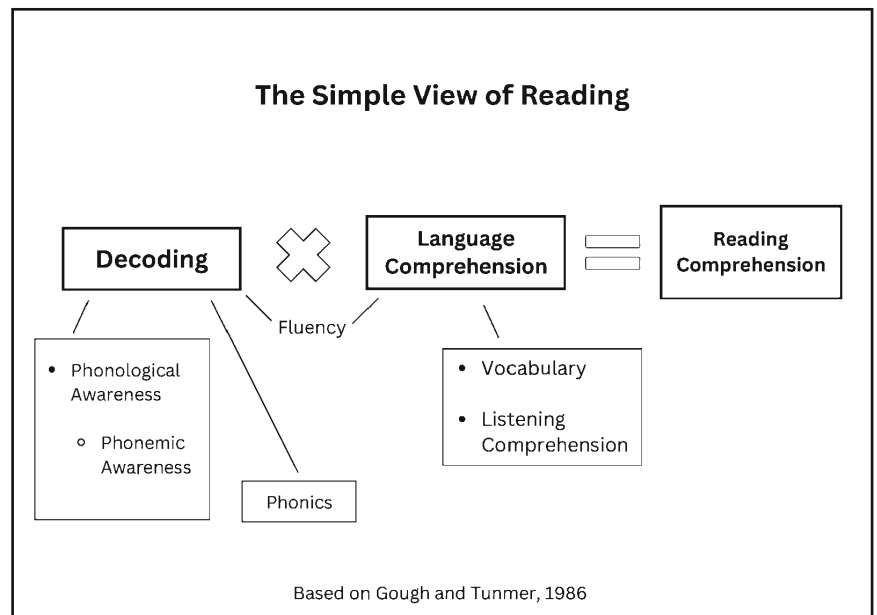 The Simple View of Reading
Decoding
Language
Comprehension
Reading
Comprehension
Fluency
• Phonological
Awareness
○ Phonemic
Awareness
Phonics
• Vocabulary
• Listening
Comprehension
Based on Gough and Tunmer, 1986